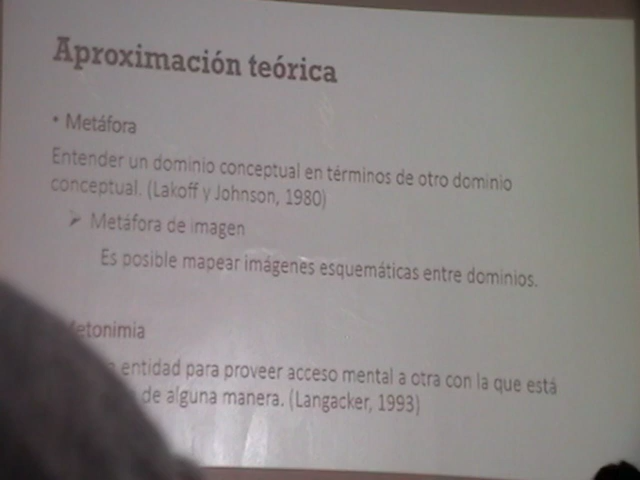 Aproximación teórica
• Metáfora
Entender un dominio conceptual en términos de otro dominio
conceptual. (Lakoff y Johnson, 1980)
➤ Metáfora de imagen
Es posible mapear imágenes esquemáticas entre dominios.
etonimia
entidad para proveer acceso mental a otra con la que está
de alguna manera. (Langacker, 1993)